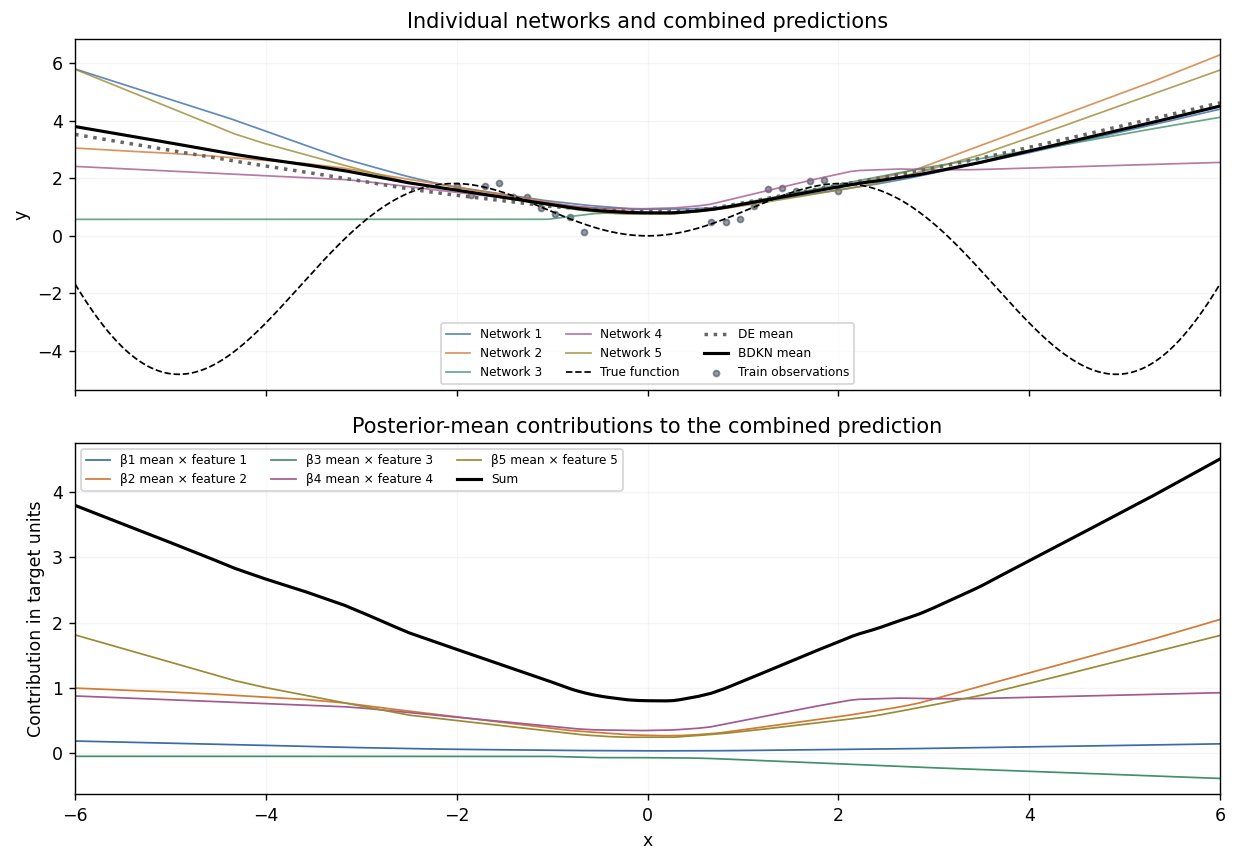 Individual networks and combined predictions
6
4
2
0
−2
−4
y
Network 1 Network 4 DE mean
Network 2 Network 5 BDKN mean
Network 3 True function Train observations
Posterior-mean contributions to the combined prediction
β1 mean × feature 1 β3 mean × feature 3 β5 mean × feature 5
β2 mean × feature 2 β4 mean × feature 4 Sum
4
3
2
1
0
Contribution in target units
−6 −4 −2 0 2 4 6
x